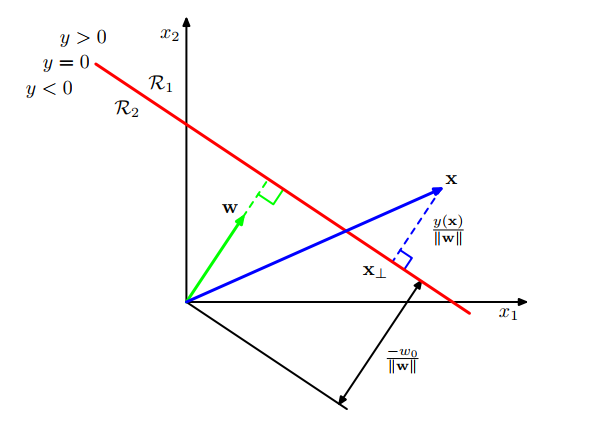 y > 0
x₂
y = 0
R₁
y < 0
R₂
x
w
y(x)/‖w‖
x⊥
x₁
−w₀/‖w‖